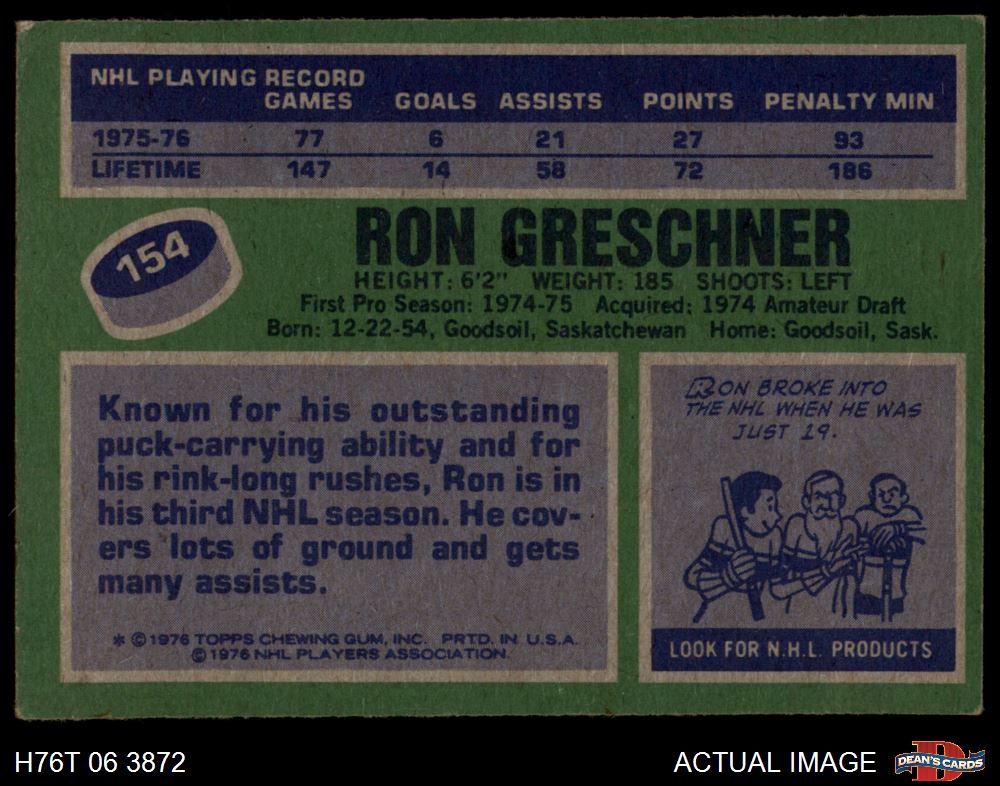 NHL PLAYING RECORD
GAMES GOALS ASSISTS POINTS PENALTY MIN
1975-76 77 6 21 27 93
LIFETIME 147 14 58 72 186
154
RON GRESCHNER
HEIGHT: 6'2" WEIGHT: 185 SHOOTS: LEFT
First Pro Season: 1974-75 Acquired: 1974 Amateur Draft
Born: 12-22-54, Goodsoil, Saskatchewan Home: Goodsoil, Sask.
Known for his outstanding
puck-carrying ability and for
his rink-long rushes, Ron is in
his third NHL season. He cov-
ers lots of ground and gets
many assists.
* © 1976 TOPPS CHEWING GUM, INC. PRTD. IN U.S.A.
© 1976 NHL PLAYERS ASSOCIATION.
RON BROKE INTO
THE NHL WHEN HE WAS
JUST 19.
LOOK FOR N.H.L. PRODUCTS
H76T 06 3872
ACTUAL IMAGE
D
DEAN'S CARDS